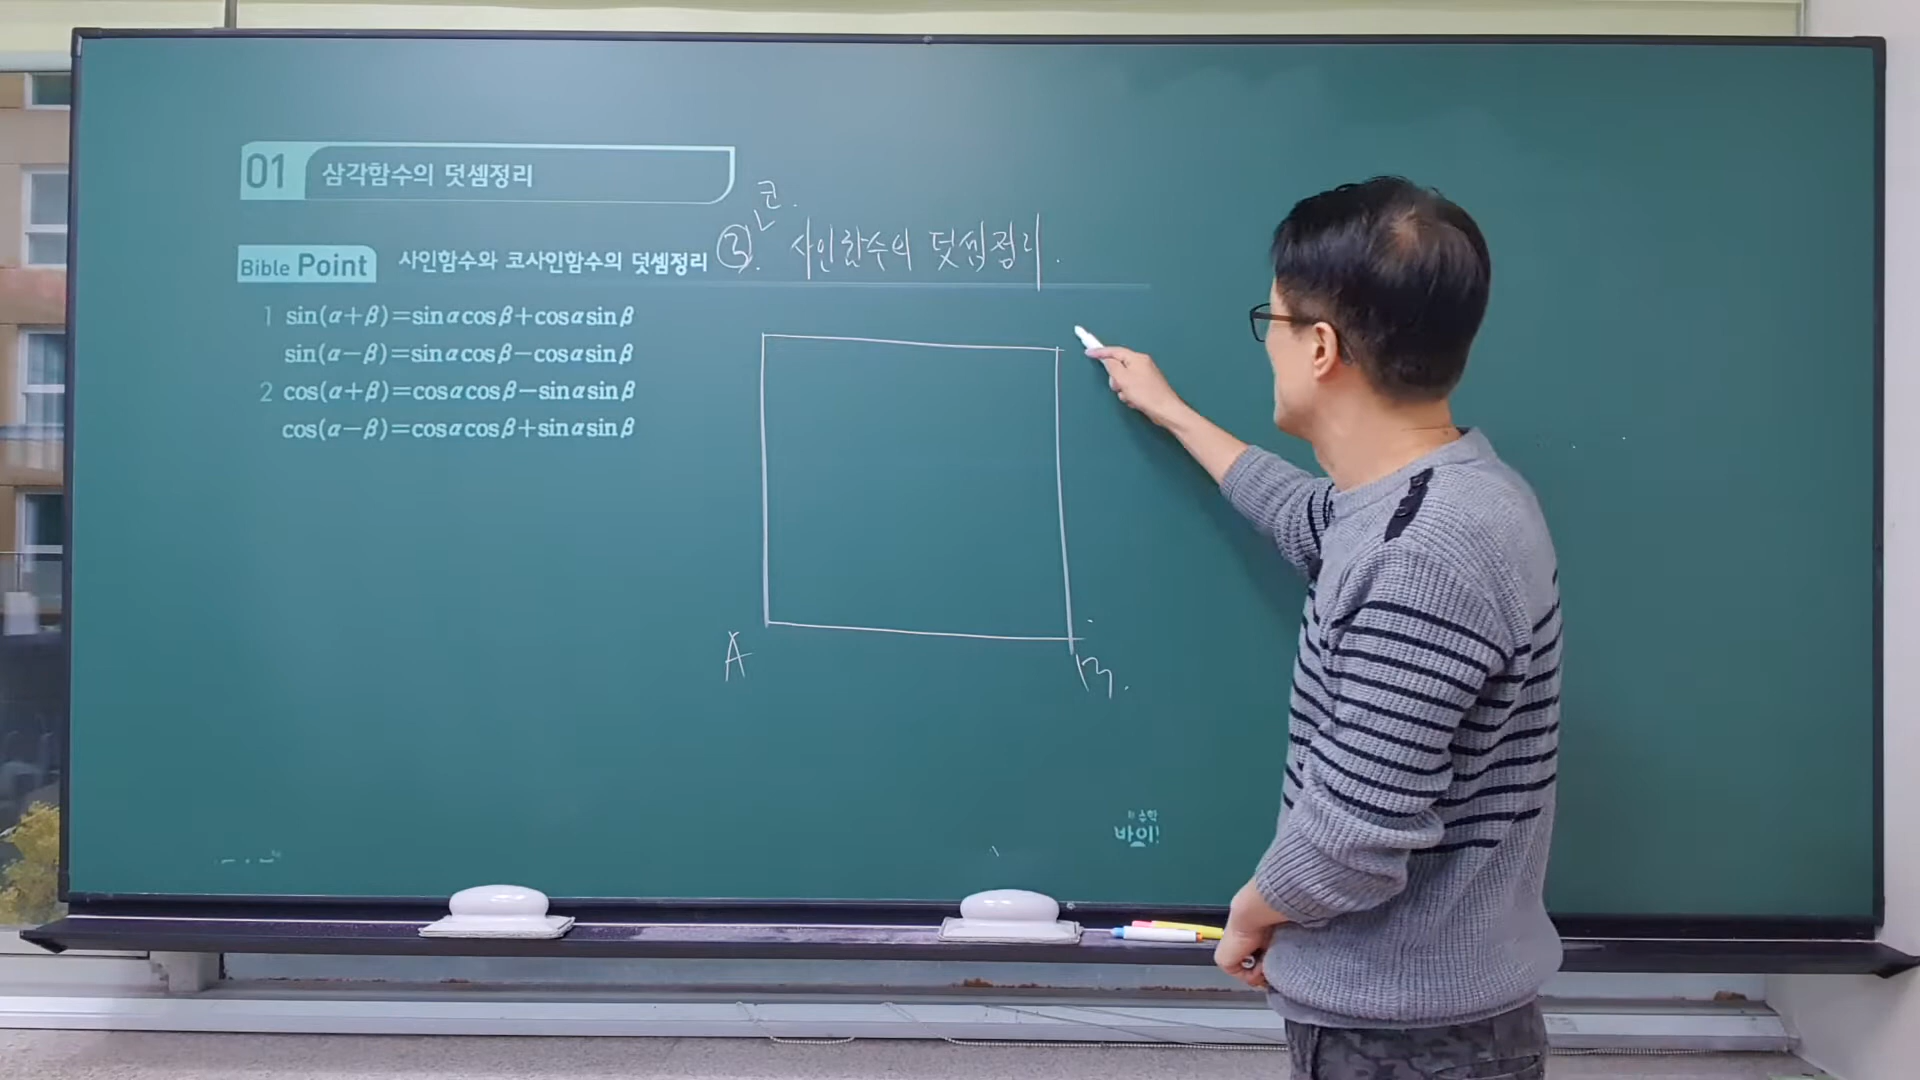 01 삼각함수의 덧셈정리
Bible Point 사인함수와 코사인함수의 덧셈정리
코.
③. 사인함수의 덧셈정리.
1 sin(α+β)=sinαcosβ+cosαsinβ
sin(α−β)=sinαcosβ−cosαsinβ
2 cos(α+β)=cosαcosβ−sinαsinβ
cos(α−β)=cosαcosβ+sinαsinβ
A
B.
수학
바이!